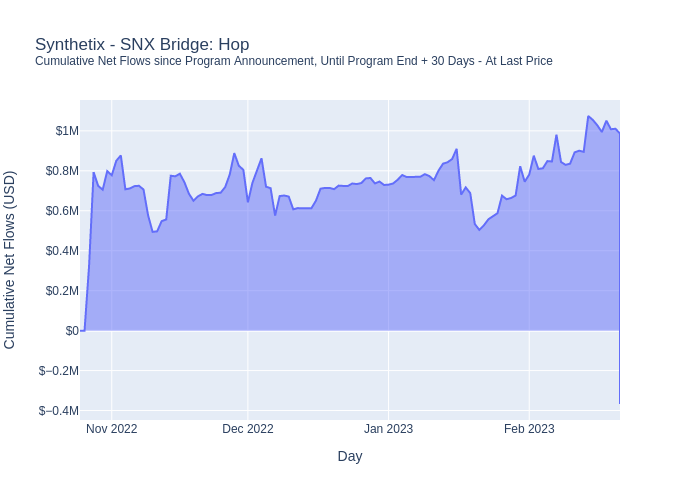 Synthetix - SNX Bridge: Hop
Cumulative Net Flows since Program Announcement, Until Program End + 30 Days - At Last Price
Cumulative Net Flows (USD)
$1M
$0.8M
$0.6M
$0.4M
$0.2M
$0
$−0.2M
$−0.4M
Nov 2022
Dec 2022
Jan 2023
Feb 2023
Day